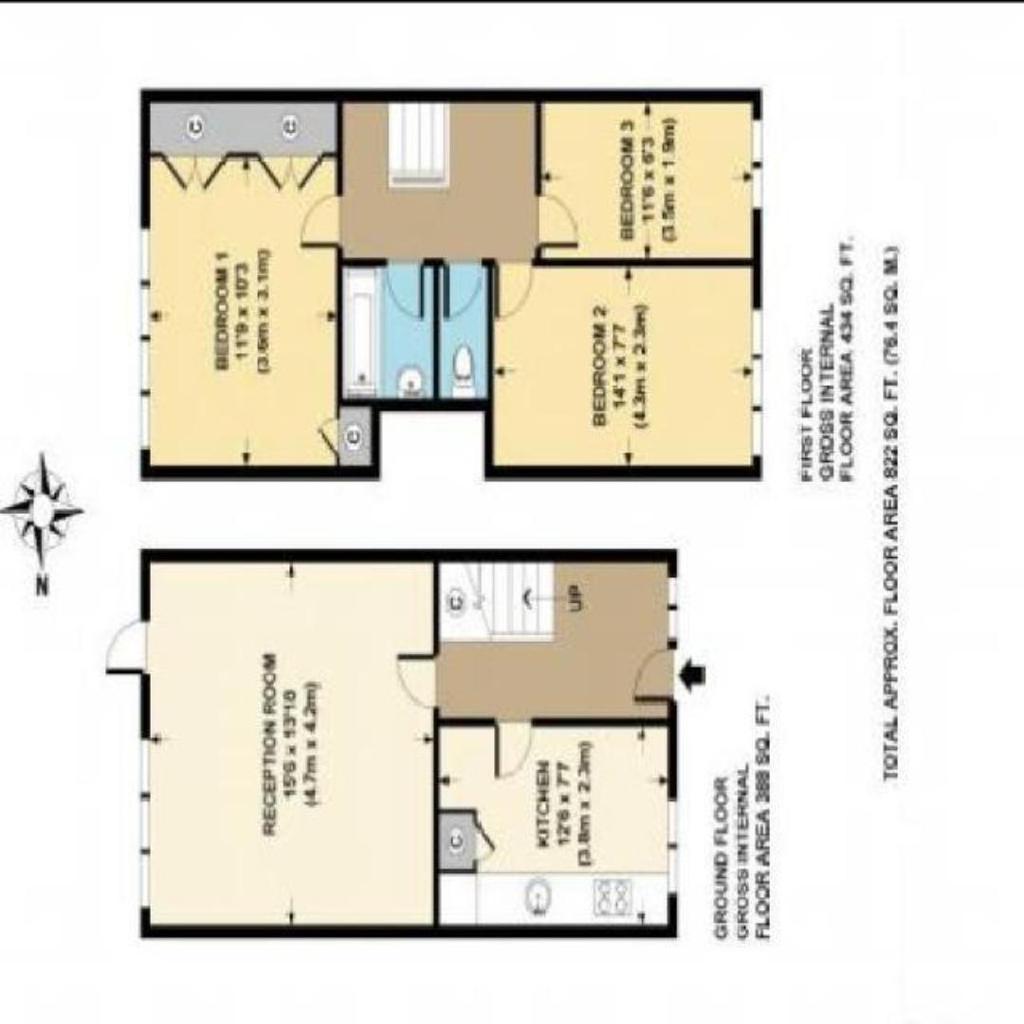 N
RECEPTION ROOM
15'6 x 13'10
(4.7m x 4.2m)
C
UP
KITCHEN
12'6 x 7'7
(3.8m x 2.3m)
C
GROUND FLOOR
GROSS INTERNAL
FLOOR AREA 388 SQ. FT.
C
C
BEDROOM 1
11'9 x 10'3
(3.6m x 3.1m)
C
BEDROOM 2
14'1 x 7'7
(4.3m x 2.3m)
BEDROOM 3
11'6 x 6'3
(3.5m x 1.9m)
FIRST FLOOR
GROSS INTERNAL
FLOOR AREA 434 SQ. FT.
TOTAL APPROX. FLOOR AREA 822 SQ. FT. (76.4 SQ. M.)